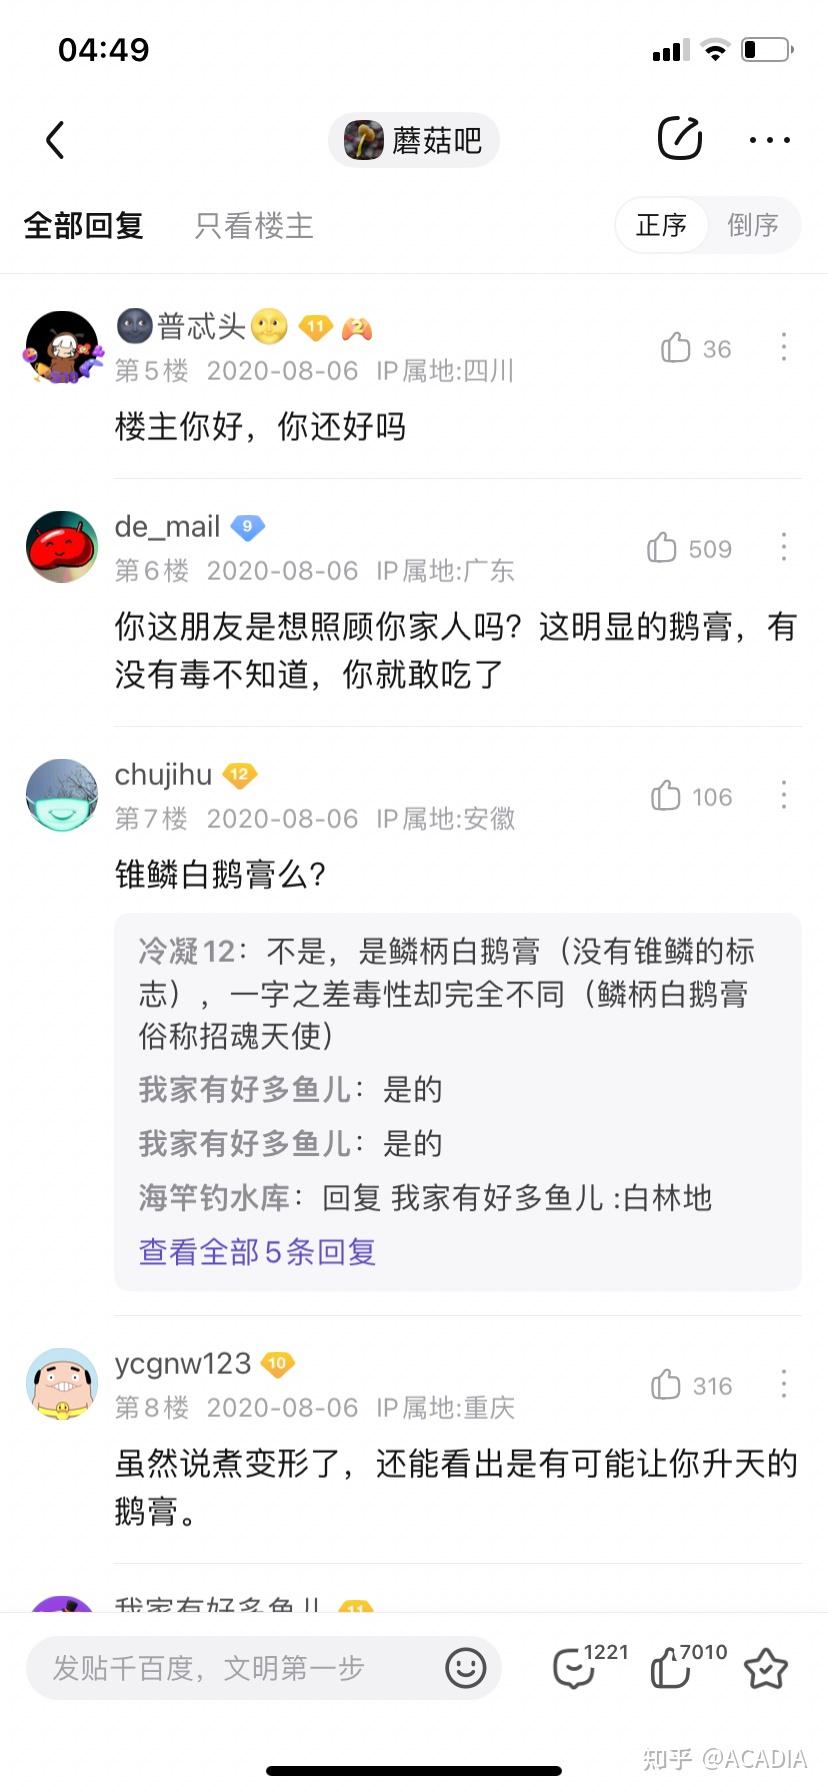 04:49
蘑菇吧
全部回复 只看楼主 正序 倒序
普忒头 11 2
第5楼 2020-08-06 IP属地:四川 36
楼主你好，你还好吗
de_mail 9
第6楼 2020-08-06 IP属地:广东 509
你这朋友是想照顾你家人吗？这明显的鹅膏，有
没有毒不知道，你就敢吃了
chujihu 12
第7楼 2020-08-06 IP属地:安徽 106
锥鳞白鹅膏么？
冷凝12：不是，是鳞柄白鹅膏（没有锥鳞的标
志），一字之差毒性却完全不同（鳞柄白鹅膏
俗称招魂天使）
我家有好多鱼儿：是的
我家有好多鱼儿：是的
海竿钓水库：回复 我家有好多鱼儿 :白林地
查看全部5条回复
ycgnw123 10
第8楼 2020-08-06 IP属地:重庆 316
虽然说煮变形了，还能看出是有可能让你升天的
鹅膏。
我家有好多鱼儿 11
发贴千百度，文明第一步 1221 7010
知乎 @ACADIA